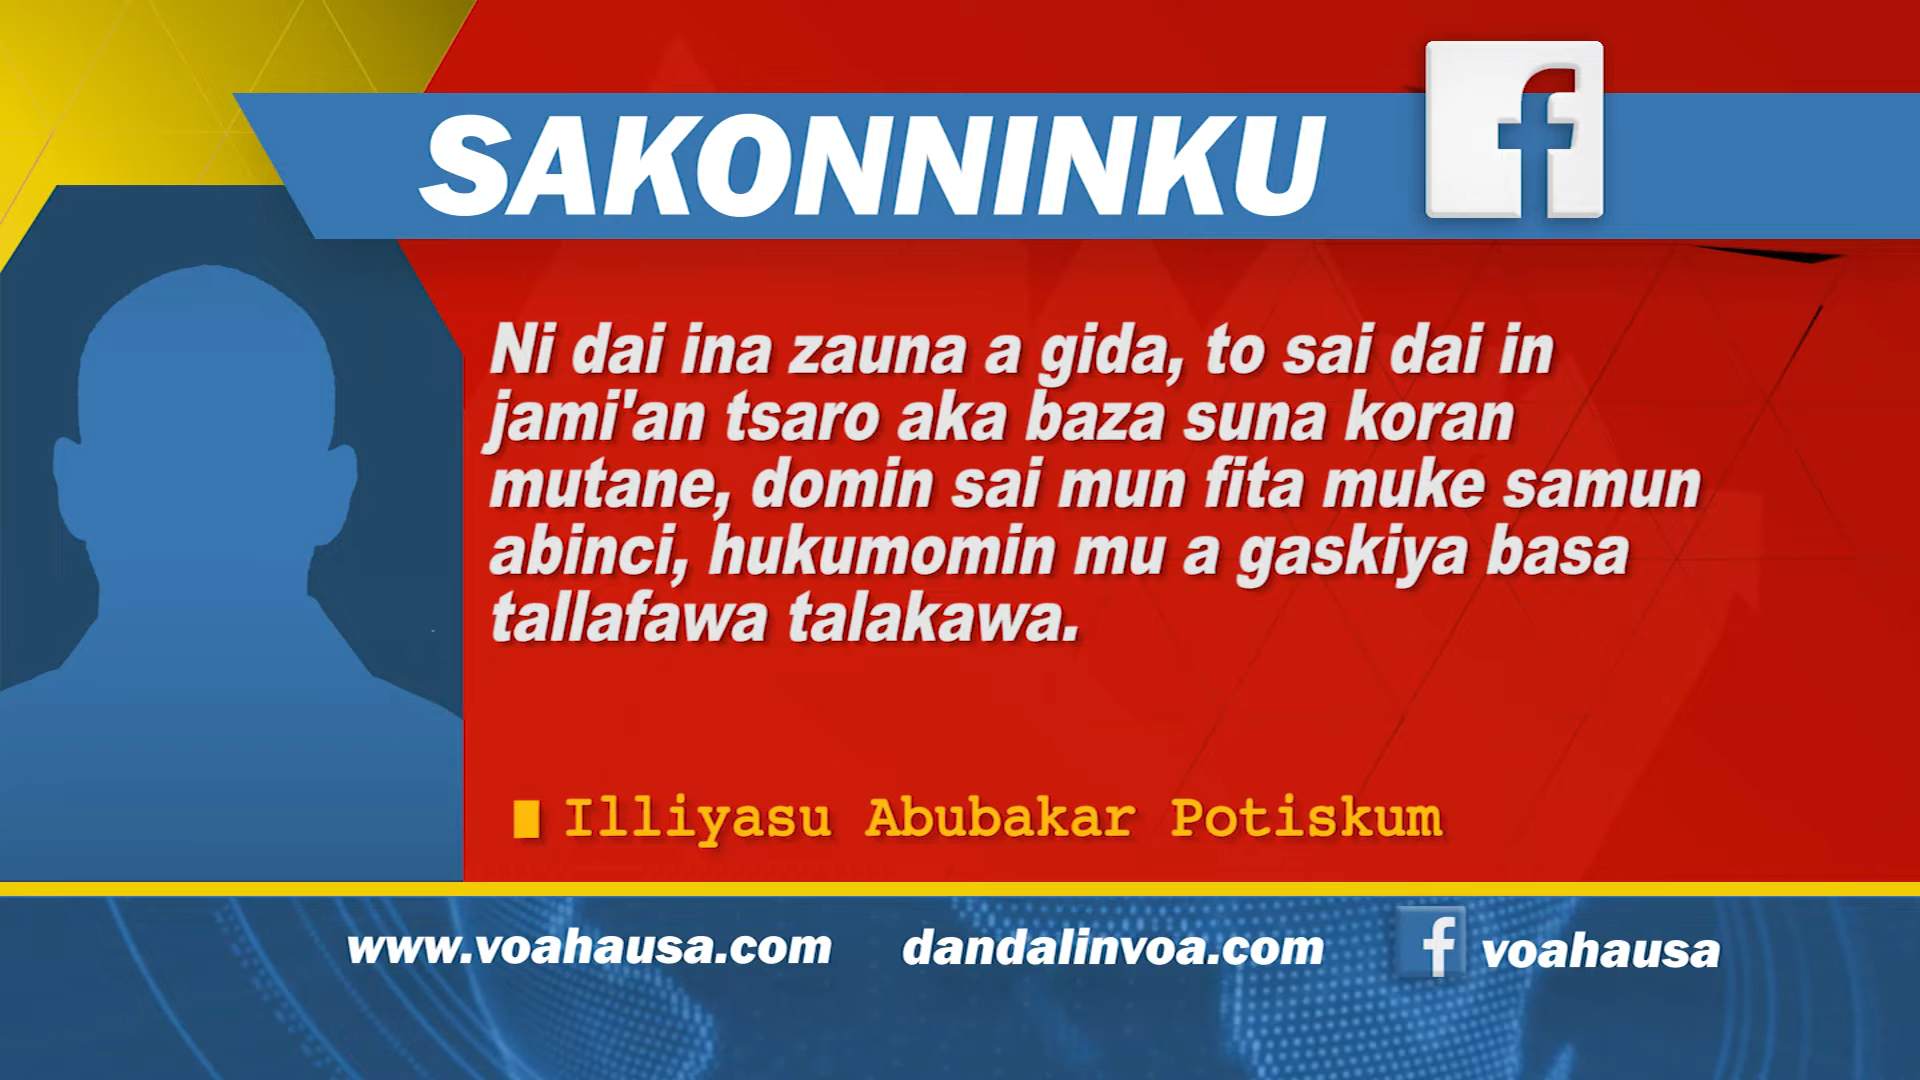 SAKONNINKU
Ni dai ina zauna a gida, to sai dai in
jami'an tsaro aka baza suna koran
mutane, domin sai mun fita muke samun
abinci, hukumomin mu a gaskiya basa
tallafawa talakawa.
Illiyasu Abubakar Potiskum
www.voahausa.com dandalinvoa.com voahausa